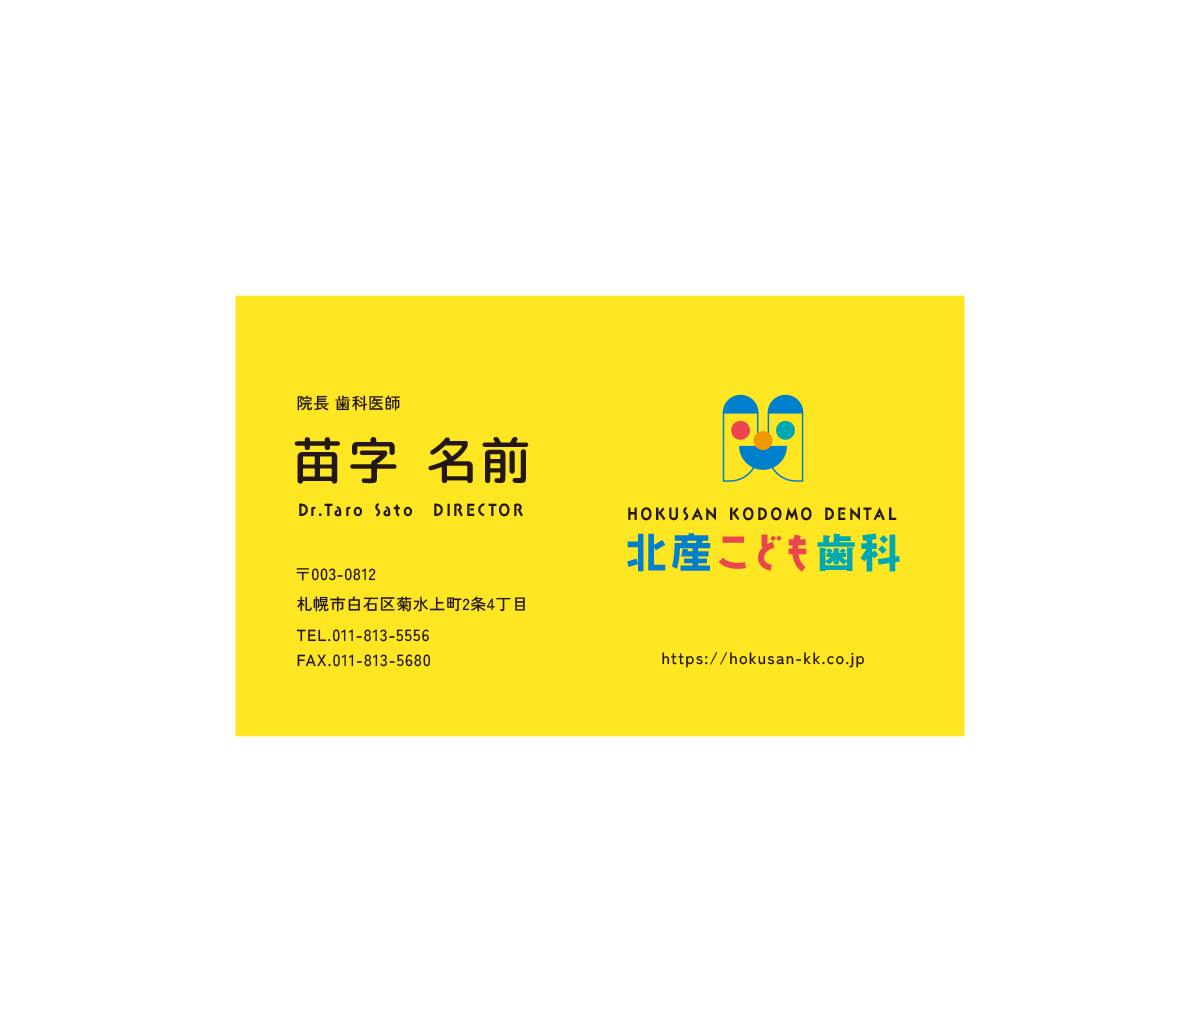 院長 歯科医師
苗字 名前
Dr.Taro Sato DIRECTOR
〒003-0812
札幌市白石区菊水上町2条4丁目
TEL.011-813-5556
FAX.011-813-5680
HOKUSAN KODOMO DENTAL
北産こども歯科
https://hokusan-kk.co.jp